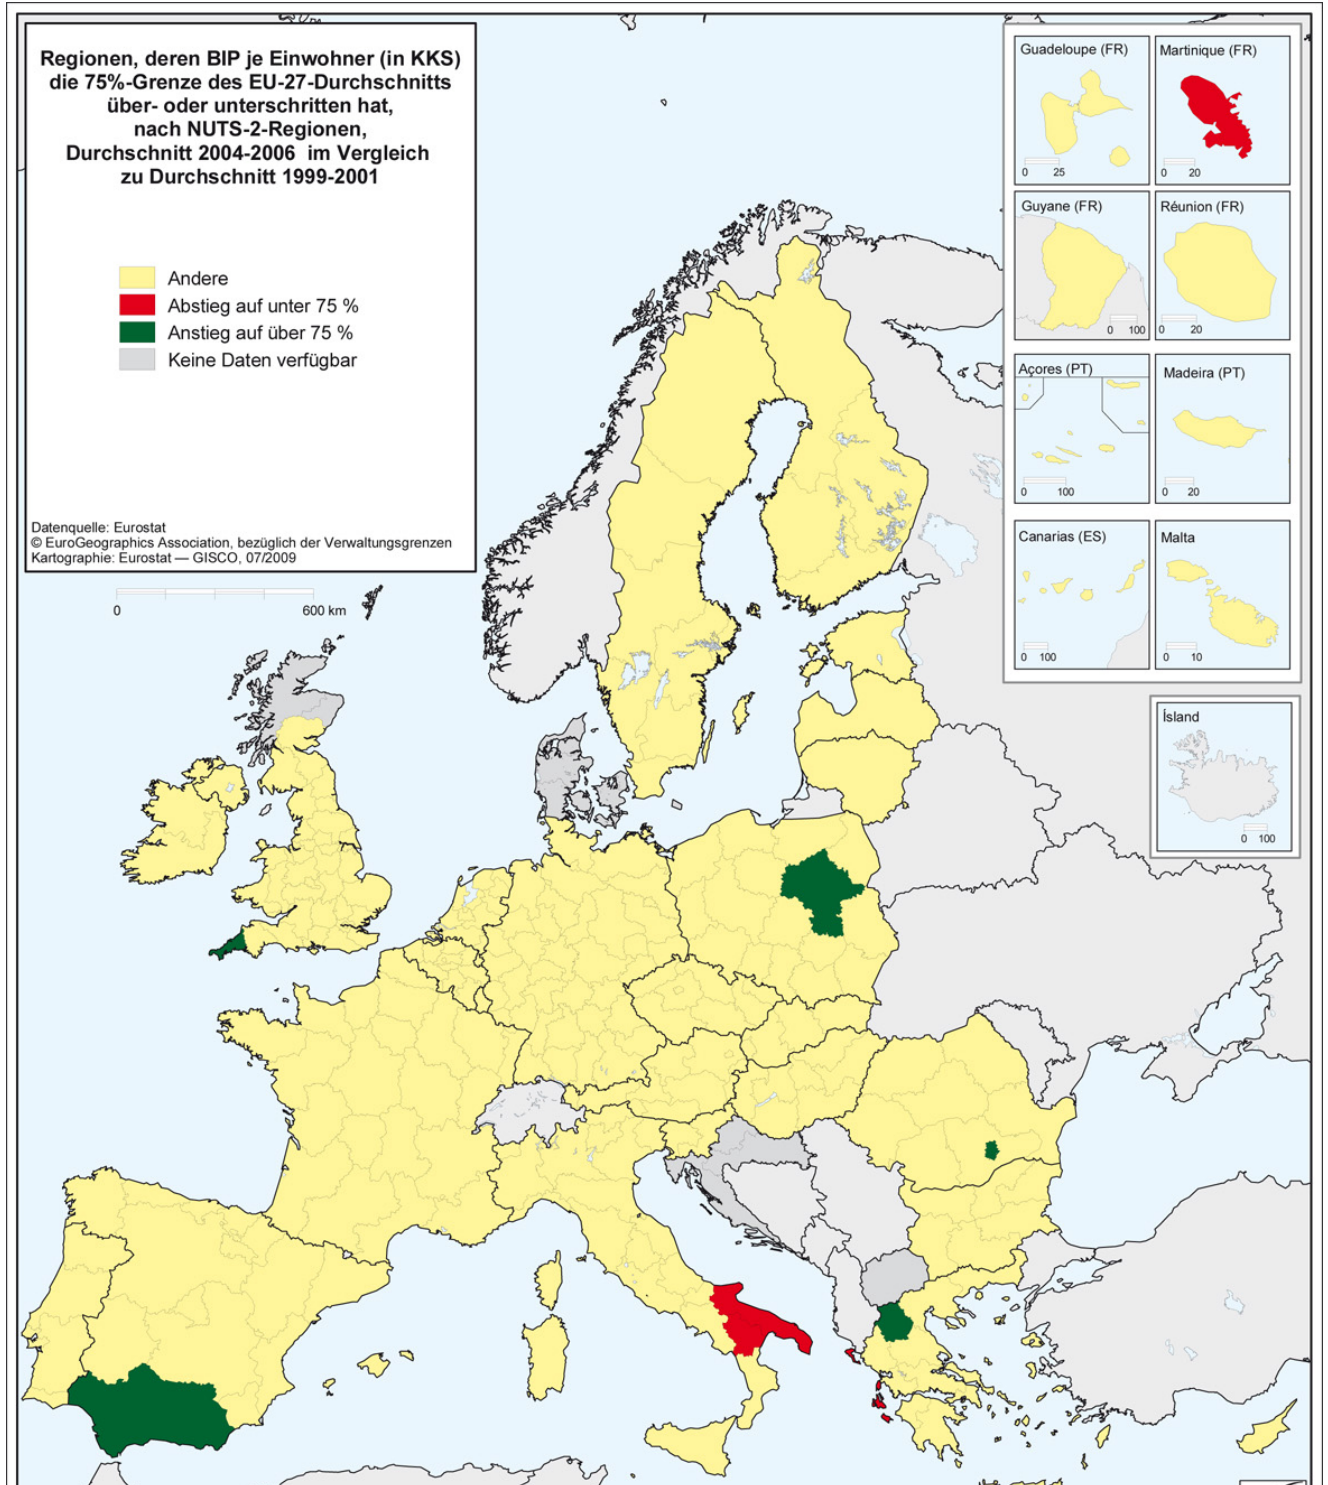 Regionen, deren BIP je Einwohner (in KKS)
die 75%-Grenze des EU-27-Durchschnitts
über- oder unterschritten hat,
nach NUTS-2-Regionen,
Durchschnitt 2004-2006 im Vergleich
zu Durchschnitt 1999-2001
Andere
Abstieg auf unter 75 %
Anstieg auf über 75 %
Keine Daten verfügbar
Datenquelle: Eurostat
© EuroGeographics Association, bezüglich der Verwaltungsgrenzen
Kartographie: Eurostat — GISCO, 07/2009
0 600 km
Guadeloupe (FR)
0 25
Martinique (FR)
0 20
Guyane (FR)
0 100
Réunion (FR)
0 20
Açores (PT)
0 100
Madeira (PT)
0 20
Canarias (ES)
0 100
Malta
0 10
Ísland
0 100